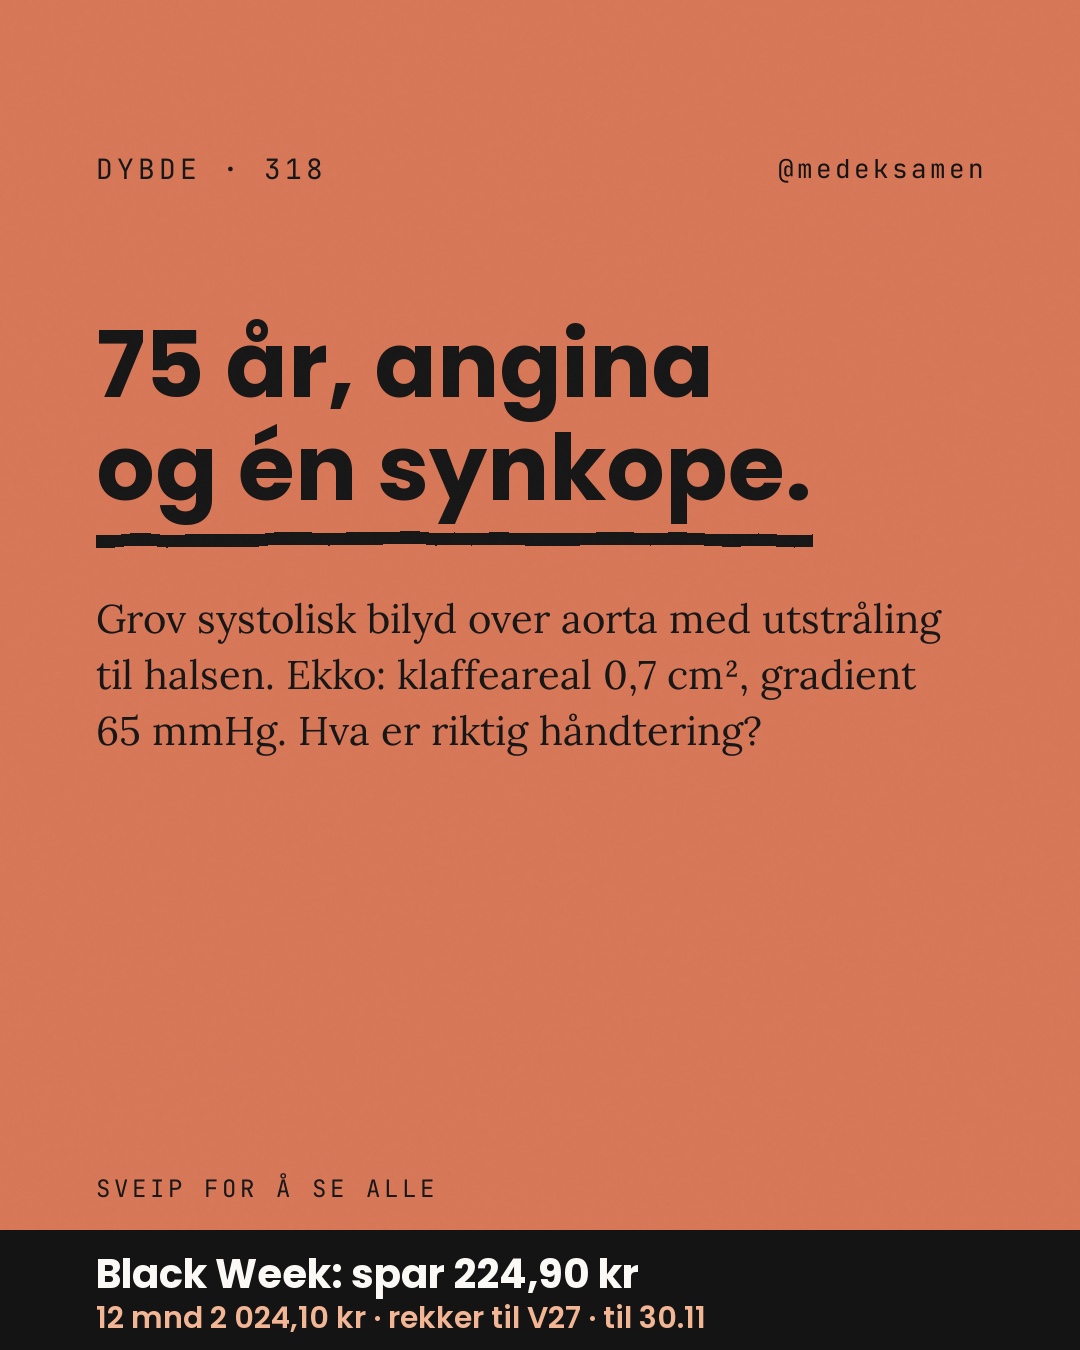 DYBDE · 318
@medeksamen
75 år, angina
og én synkope.
Grov systolisk bilyd over aorta med utstråling
til halsen. Ekko: klaffeareal 0,7 cm², gradient
65 mmHg. Hva er riktig håndtering?
SVEIP FOR Å SE ALLE
Black Week: spar 224,90 kr
12 mnd 2 024,10 kr · rekker til V27 · til 30.11